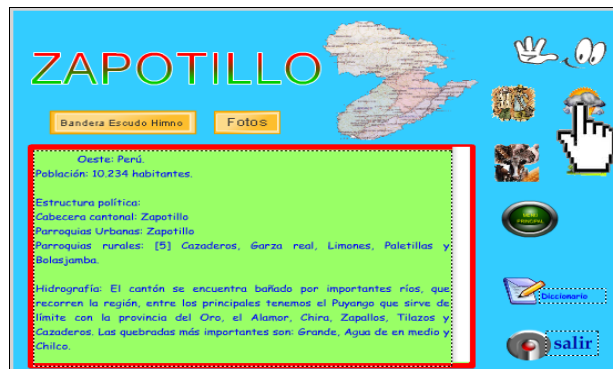 ZAPOTILLO
Bandera Escudo Himno
Fotos
Oeste: Perú.
Población: 10.234 habitantes.
Estructura política:
Cabecera cantonal: Zapotillo
Parroquias Urbanas: Zapotillo
Parroquias rurales: [5] Cazaderos, Garza real, Limones, Paletillas y
Bolasjamba.
Hidrografía: El cantón se encuentra bañado por importantes ríos, que
recorren la región, entre los principales tenemos el Puyango que sirve de
límite con la provincia del Oro, el Alamor, Chira, Zapallos, Tilazos y
Cazaderos. Las quebradas más importantes son: Grande, Agua de en medio y
Chilco.
MENU
PRINCIPAL
Diccionario
salir